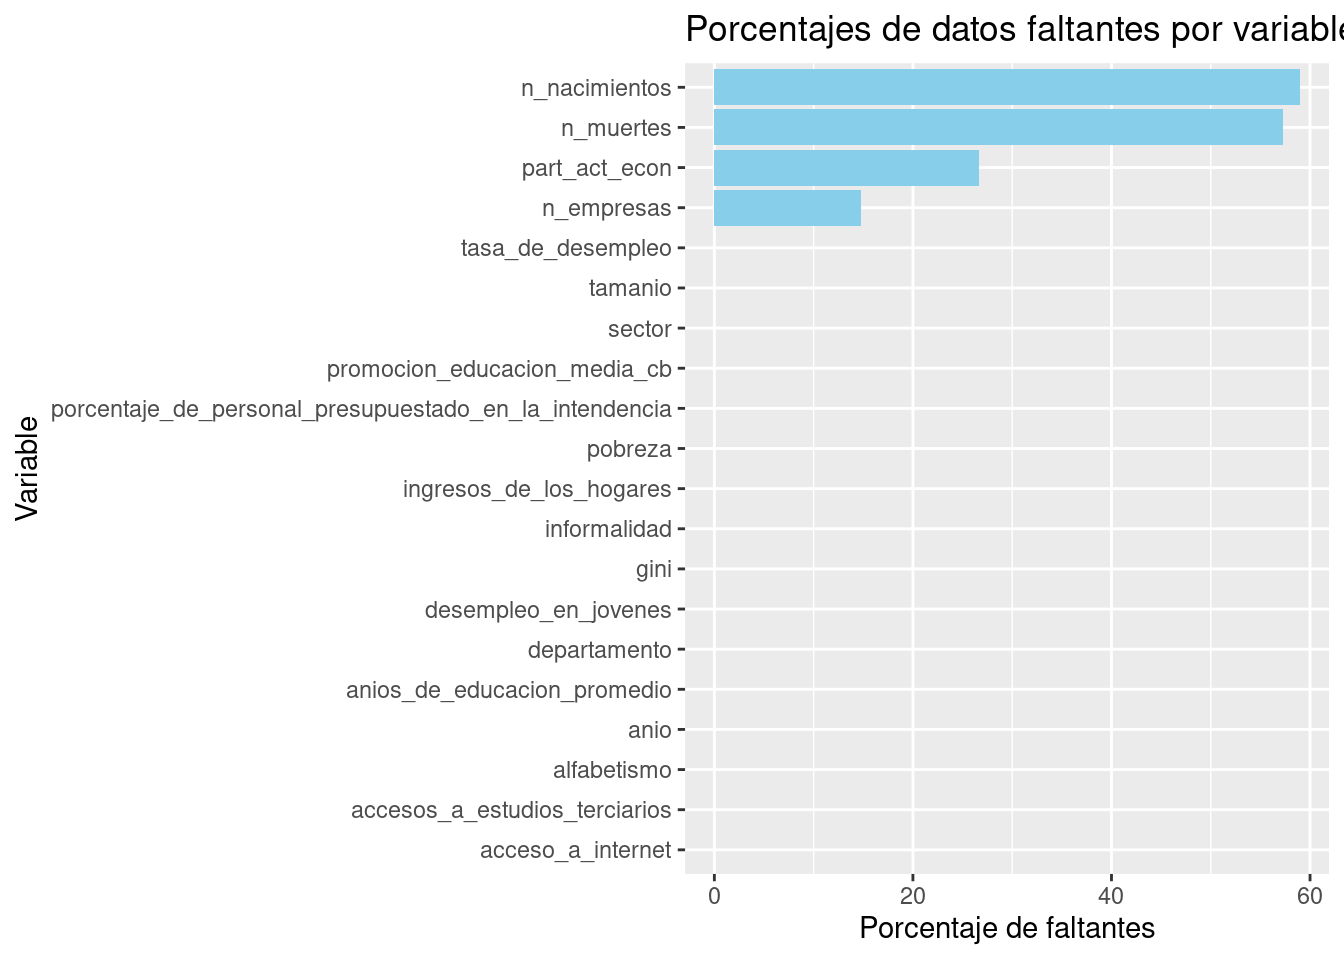 Porcentajes de datos faltantes por variable
n_nacimientos
n_muertes
part_act_econ
n_empresas
tasa_de_desempleo
tamanio
sector
promocion_educacion_media_cb
porcentaje_de_personal_presupuestado_en_la_intendencia
pobreza
ingresos_de_los_hogares
informalidad
gini
desempleo_en_jovenes
departamento
anios_de_educacion_promedio
anio
alfabetismo
accesos_a_estudios_terciarios
acceso_a_internet
Variable
0 20 40 60
Porcentaje de faltantes